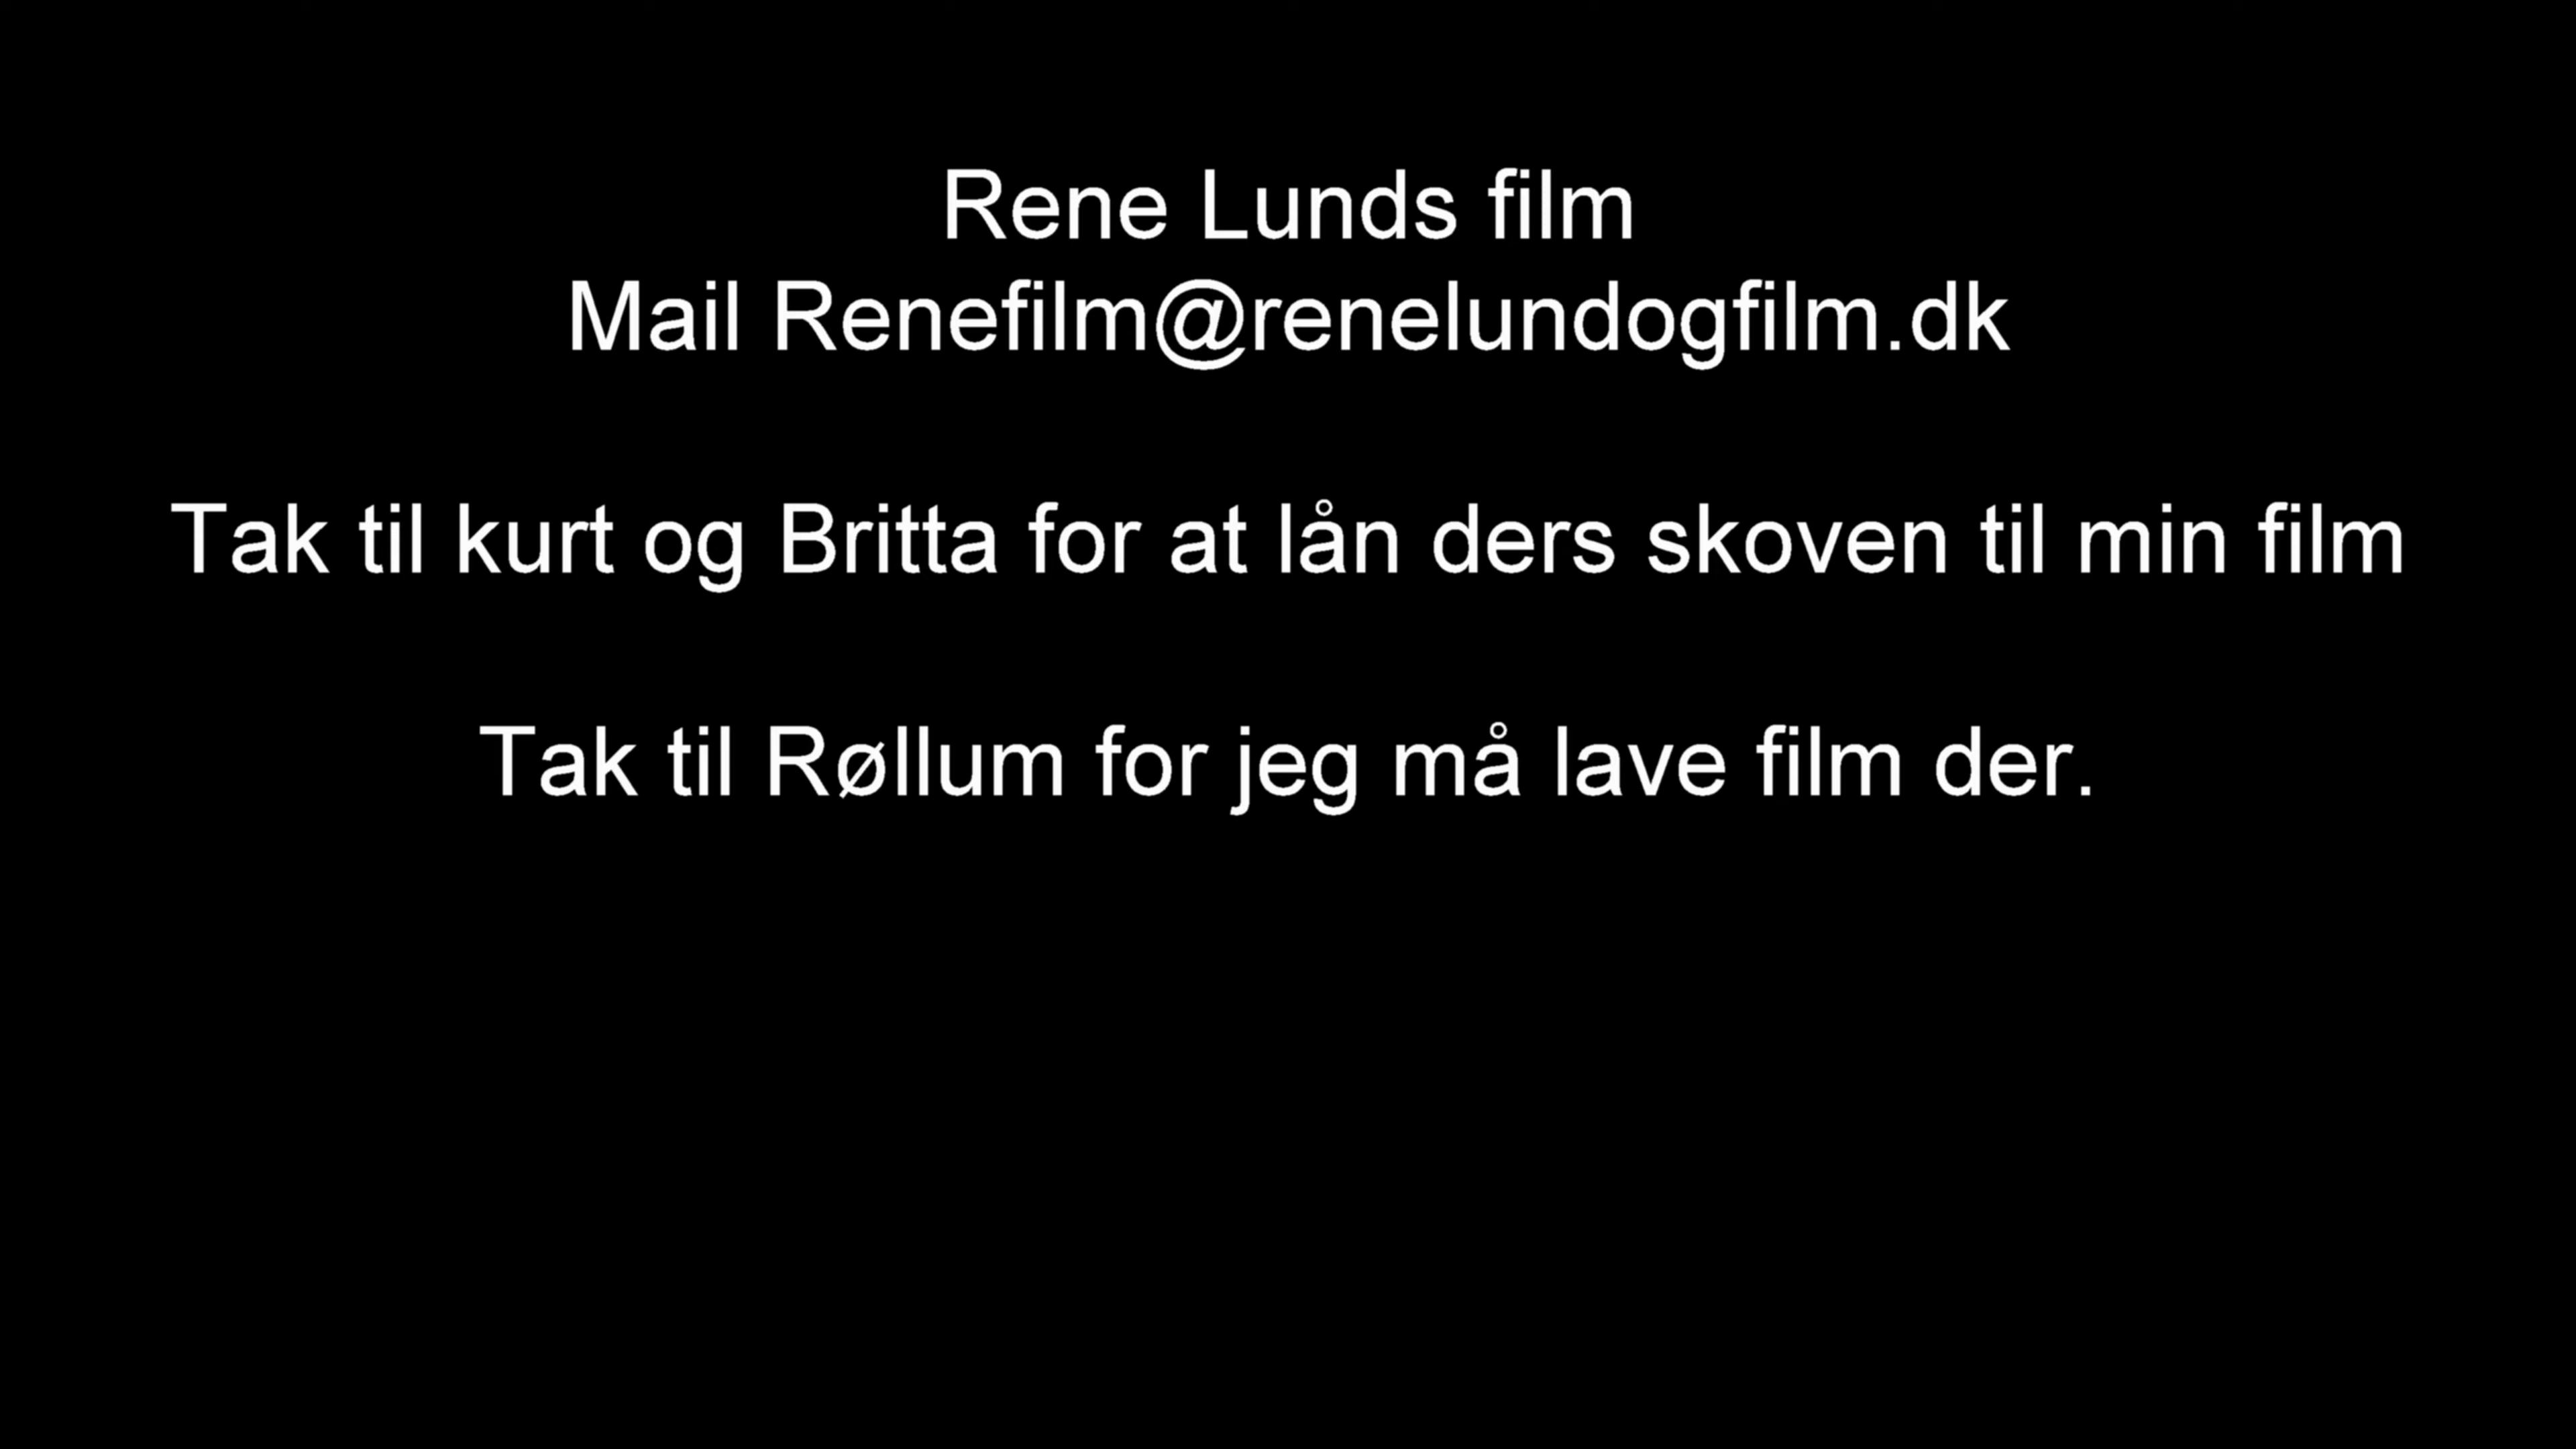 Rene Lunds film
Mail Renefilm@renelundogfilm.dk
Tak til kurt og Britta for at lån ders skoven til min film
Tak til Røllum for jeg må lave film der.